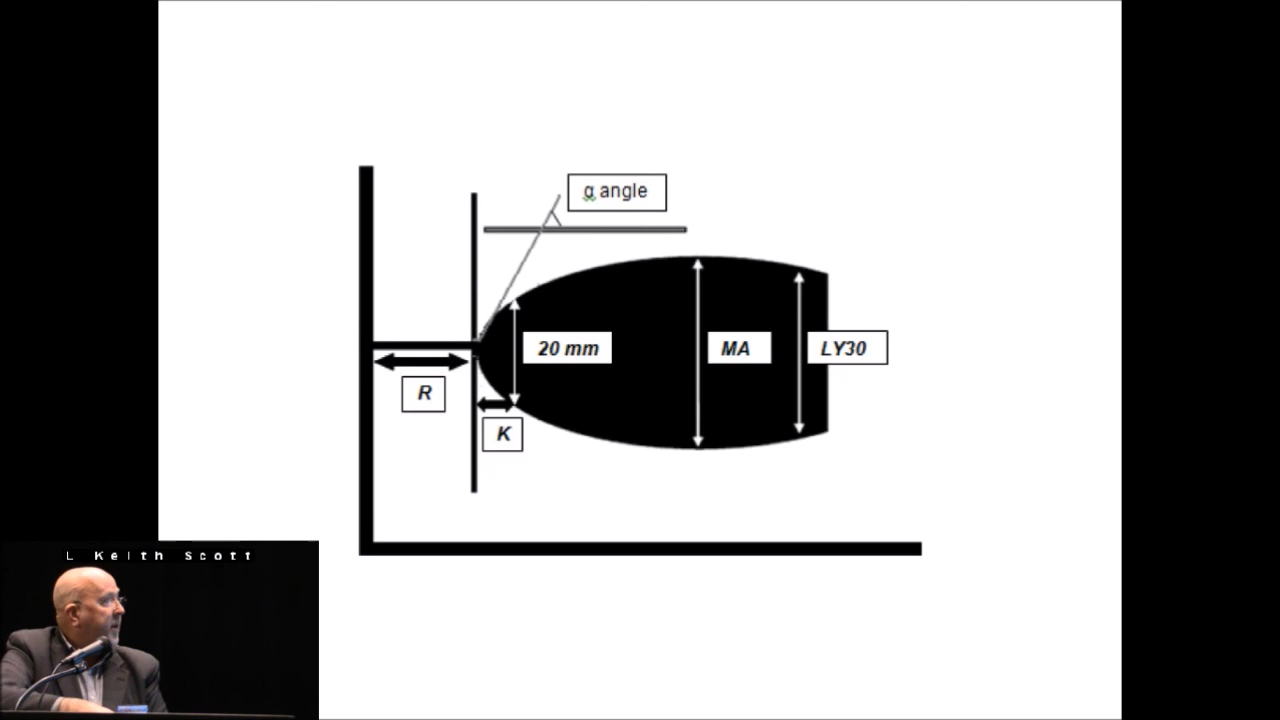 α angle
20 mm
MA
LY30
R
K
L Keith Scott